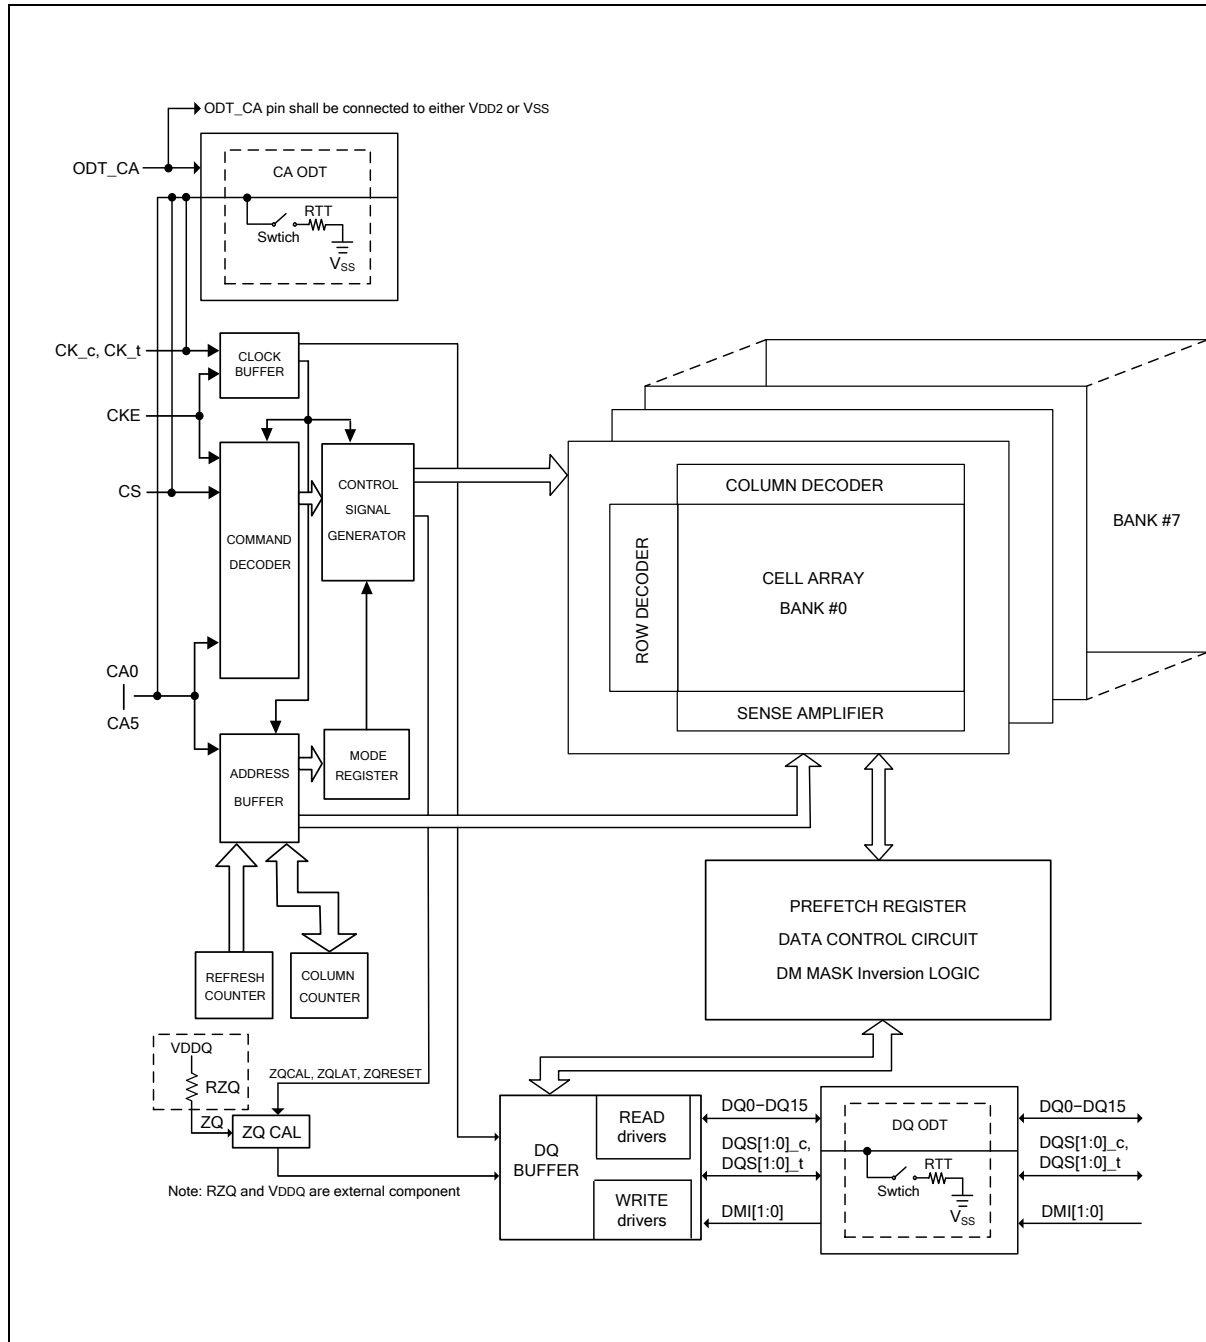 ODT_CA pin shall be connected to either VDD2 or VSS
ODT_CA
CA ODT
RTT
Swtich
VSS
CK_c, CK_t
CLOCK
BUFFER
CKE
CS
COMMAND
DECODER
CONTROL
SIGNAL
GENERATOR
COLUMN DECODER
ROW DECODER
CELL ARRAY
BANK #0
SENSE AMPLIFIER
BANK #7
CA0
CA5
ADDRESS
BUFFER
MODE
REGISTER
PREFETCH REGISTER
DATA CONTROL CIRCUIT
DM MASK Inversion LOGIC
REFRESH
COUNTER
COLUMN
COUNTER
VDDQ
RZQ
ZQ
ZQCAL, ZQLAT, ZQRESET
ZQ CAL
Note: RZQ and VDDQ are external component
DQ
BUFFER
READ
drivers
WRITE
drivers
DQ0−DQ15
DQS[1:0]_c,
DQS[1:0]_t
DMI[1:0]
DQ ODT
RTT
Swtich
VSS
DQ0−DQ15
DQS[1:0]_c,
DQS[1:0]_t
DMI[1:0]